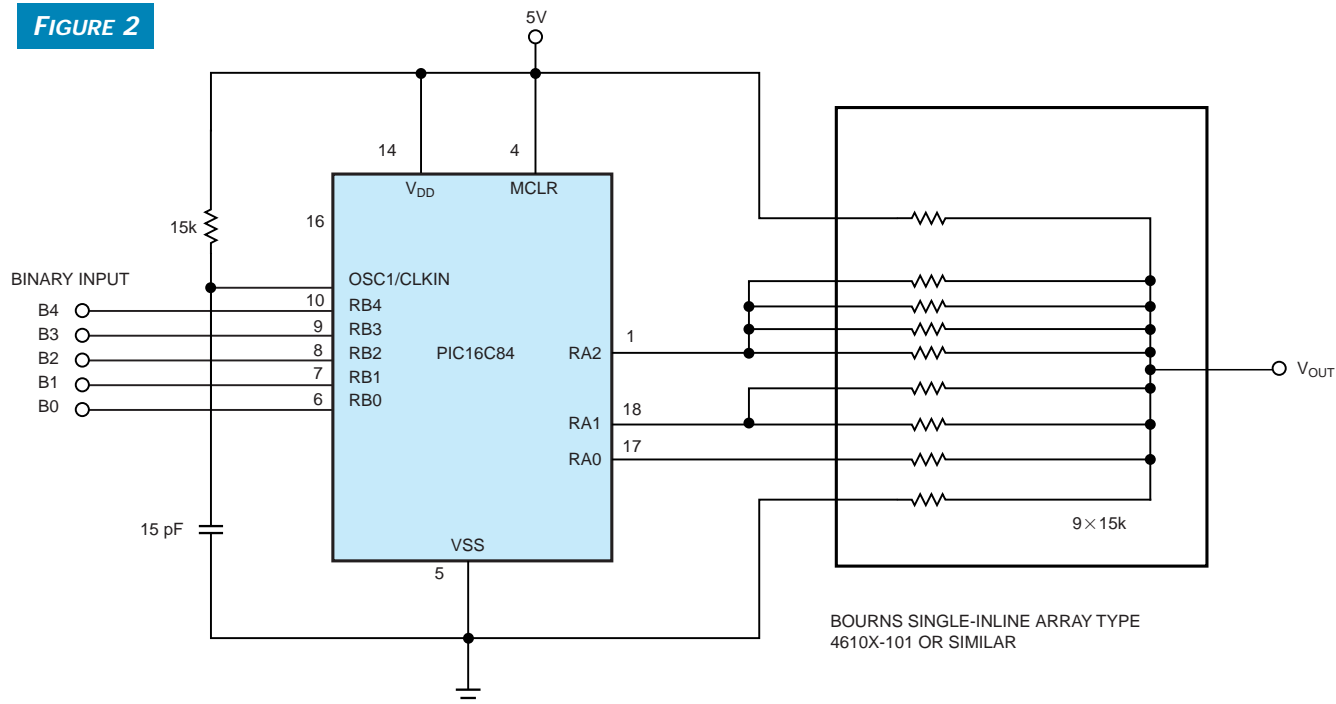 FIGURE 2
5V
14
4
VDD
MCLR
16
15k
OSC1/CLKIN
BINARY INPUT
B4
10
RB4
B3
9
RB3
B2
8
RB2
PIC16C84
RA2
1
B1
7
RB1
B0
6
RB0
VOUT
RA1
18
RA0
17
15 pF
9×15k
VSS
5
BOURNS SINGLE-INLINE ARRAY TYPE
4610X-101 OR SIMILAR